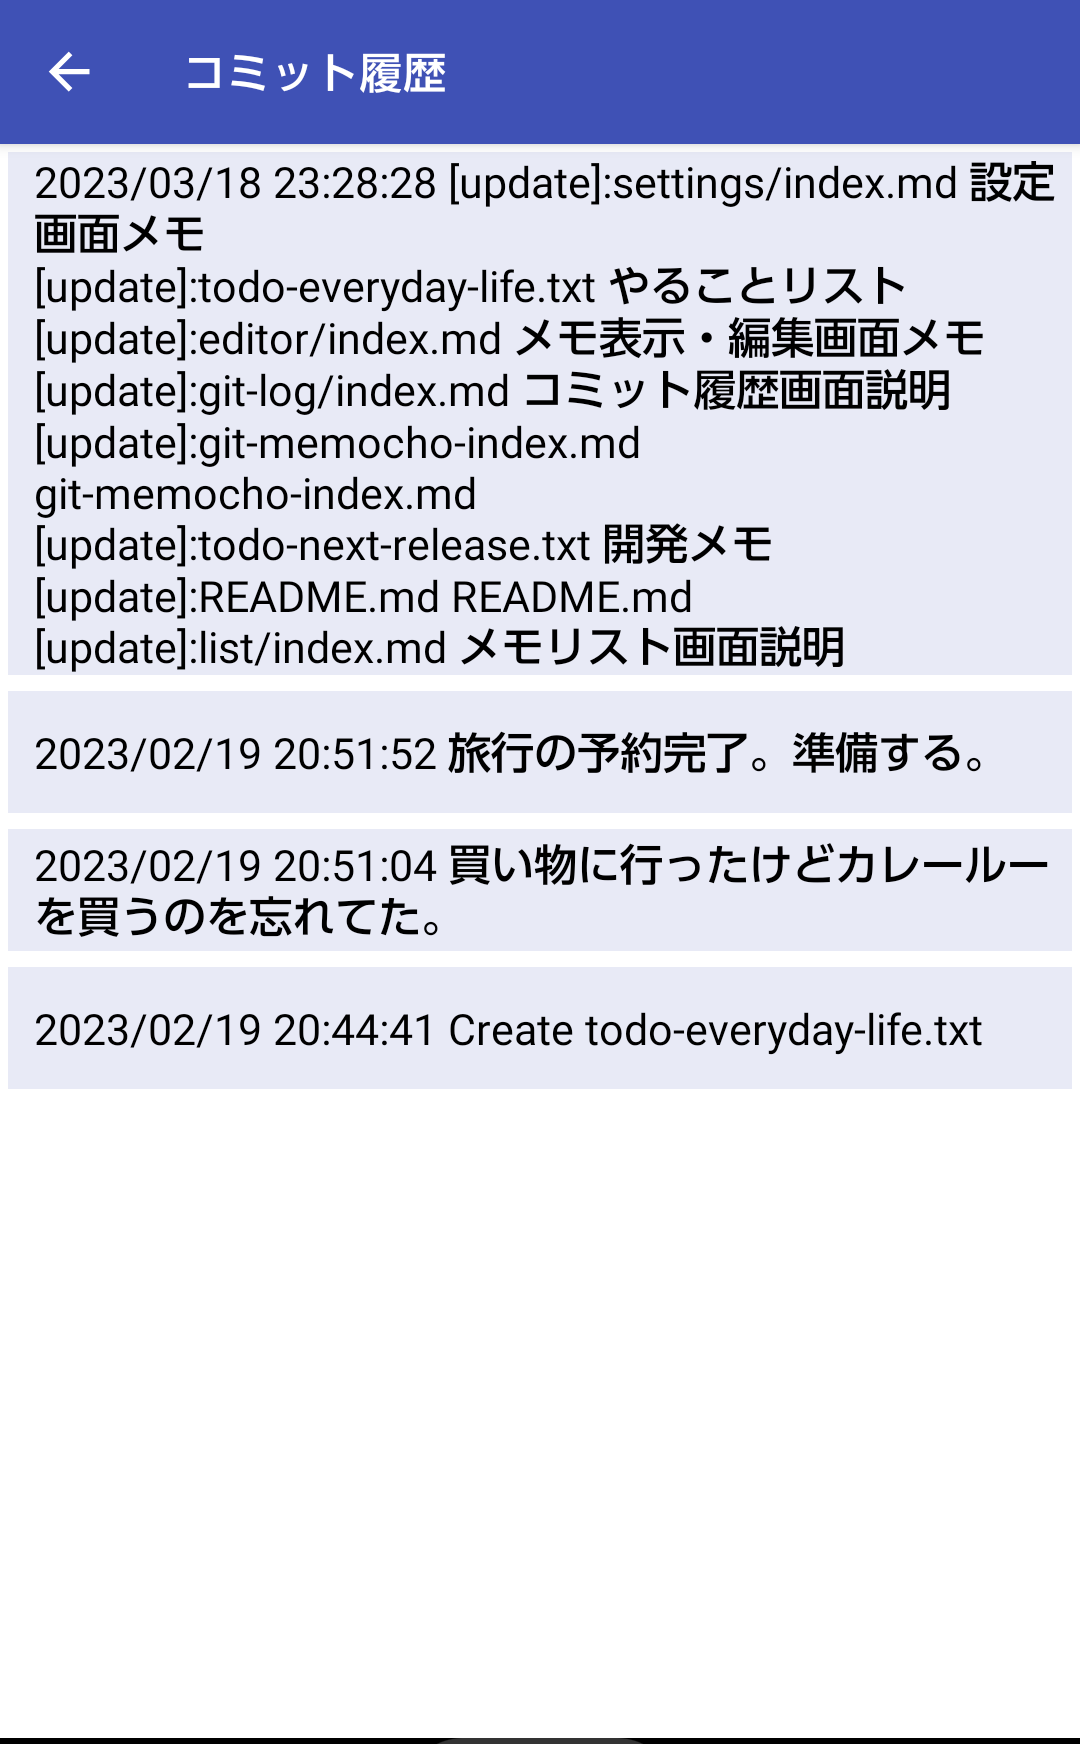 コミット履歴
2023/03/18 23:28:28 [update]:settings/index.md 設定
画面メモ
[update]:todo-everyday-life.txt やることリスト
[update]:editor/index.md メモ表示・編集画面メモ
[update]:git-log/index.md コミット履歴画面説明
[update]:git-memocho-index.md
git-memocho-index.md
[update]:todo-next-release.txt 開発メモ
[update]:README.md README.md
[update]:list/index.md メモリスト画面説明
2023/02/19 20:51:52 旅行の予約完了。準備する。
2023/02/19 20:51:04 買い物に行ったけどカレールー
を買うのを忘れてた。
2023/02/19 20:44:41 Create todo-everyday-life.txt